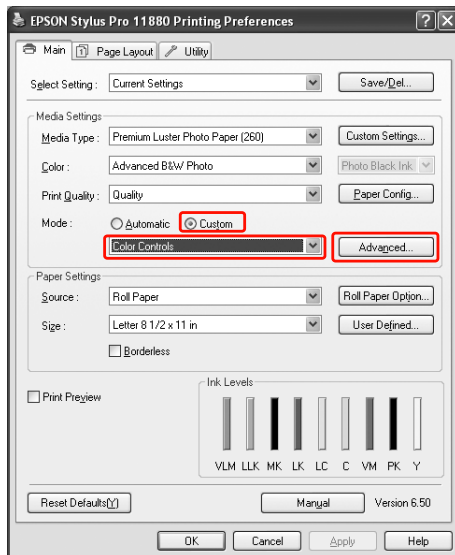 EPSON Stylus Pro 11880 Printing Preferences
Main Page Layout Utility
Select Setting : Current Settings Save/Del...
Media Settings
Media Type : Premium Luster Photo Paper (260) Custom Settings...
Color : Advanced B&W Photo Photo Black Ink
Print Quality : Quality Paper Config...
Mode : Automatic Custom
Color Controls Advanced...
Paper Settings
Source : Roll Paper Roll Paper Option...
Size : Letter 8 1/2 x 11 in User Defined...
Borderless
Print Preview
Ink Levels
VLM LLK MK LK LC C VM PK Y
Reset Defaults(Y) Manual Version 6.50
OK Cancel Apply Help